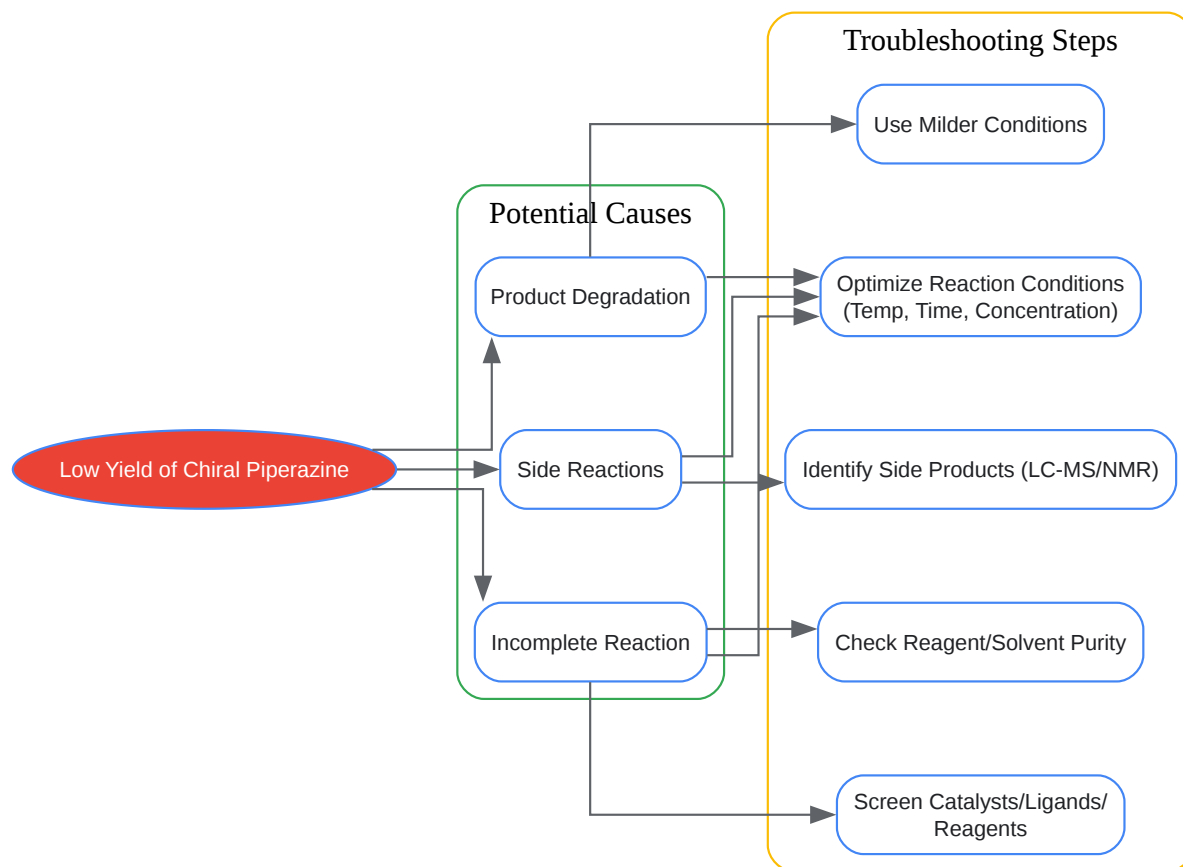 Troubleshooting Steps
Use Milder Conditions
Potential Causes
Product Degradation
Optimize Reaction Conditions
(Temp, Time, Concentration)
Low Yield of Chiral Piperazine
Side Reactions
Identify Side Products (LC-MS/NMR)
Incomplete Reaction
Check Reagent/Solvent Purity
Screen Catalysts/Ligands/
Reagents